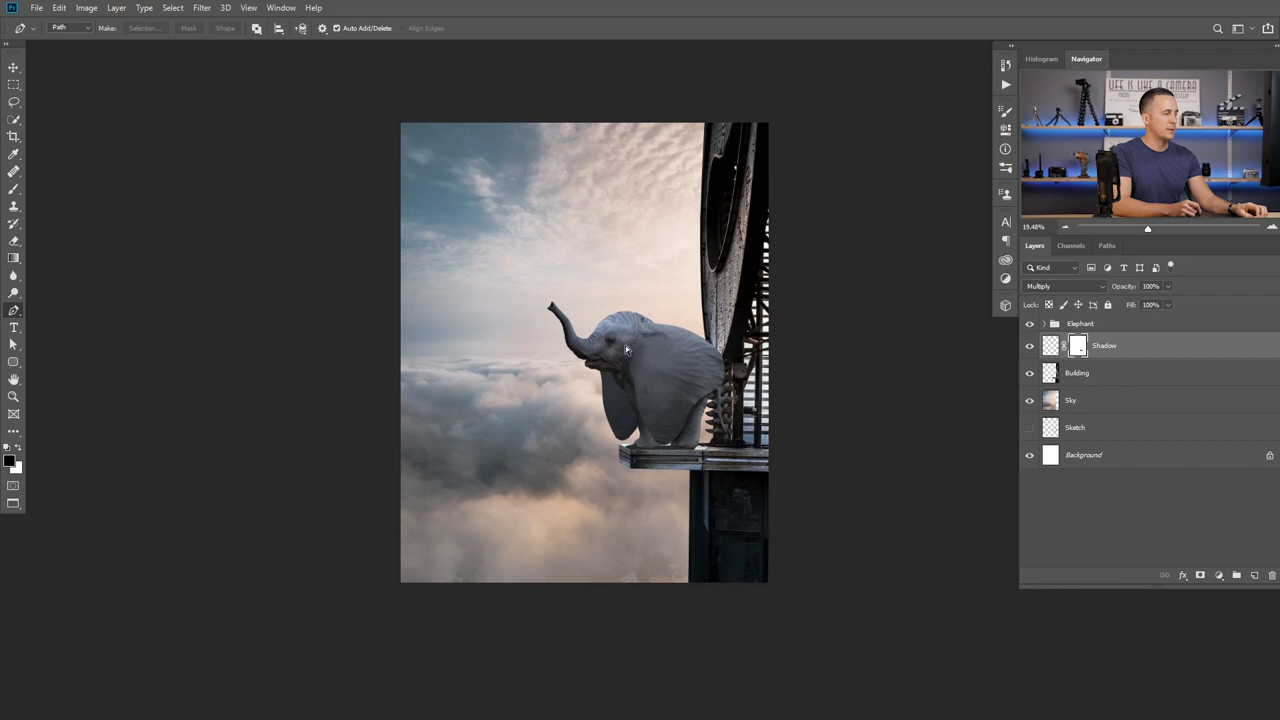 Ps File Edit Image Layer Type Select Filter 3D View Window Help
Path Make: Selection... Mask Shape Auto Add/Delete Align Edges
Histogram Navigator
LIFE IS LIKE A CAMERA
19.48%
Layers Channels Paths
Kind
Multiply Opacity: 100%
Lock: Fill: 100%
Elephant
Shadow
Building
Sky
Sketch
Background